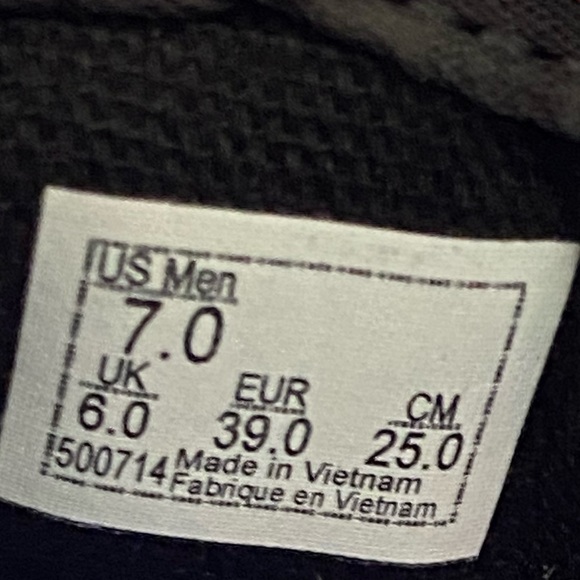 US Men
7.0
UK EUR CM
6.0 39.0 25.0
500714 Made in Vietnam
Fabrique en Vietnam